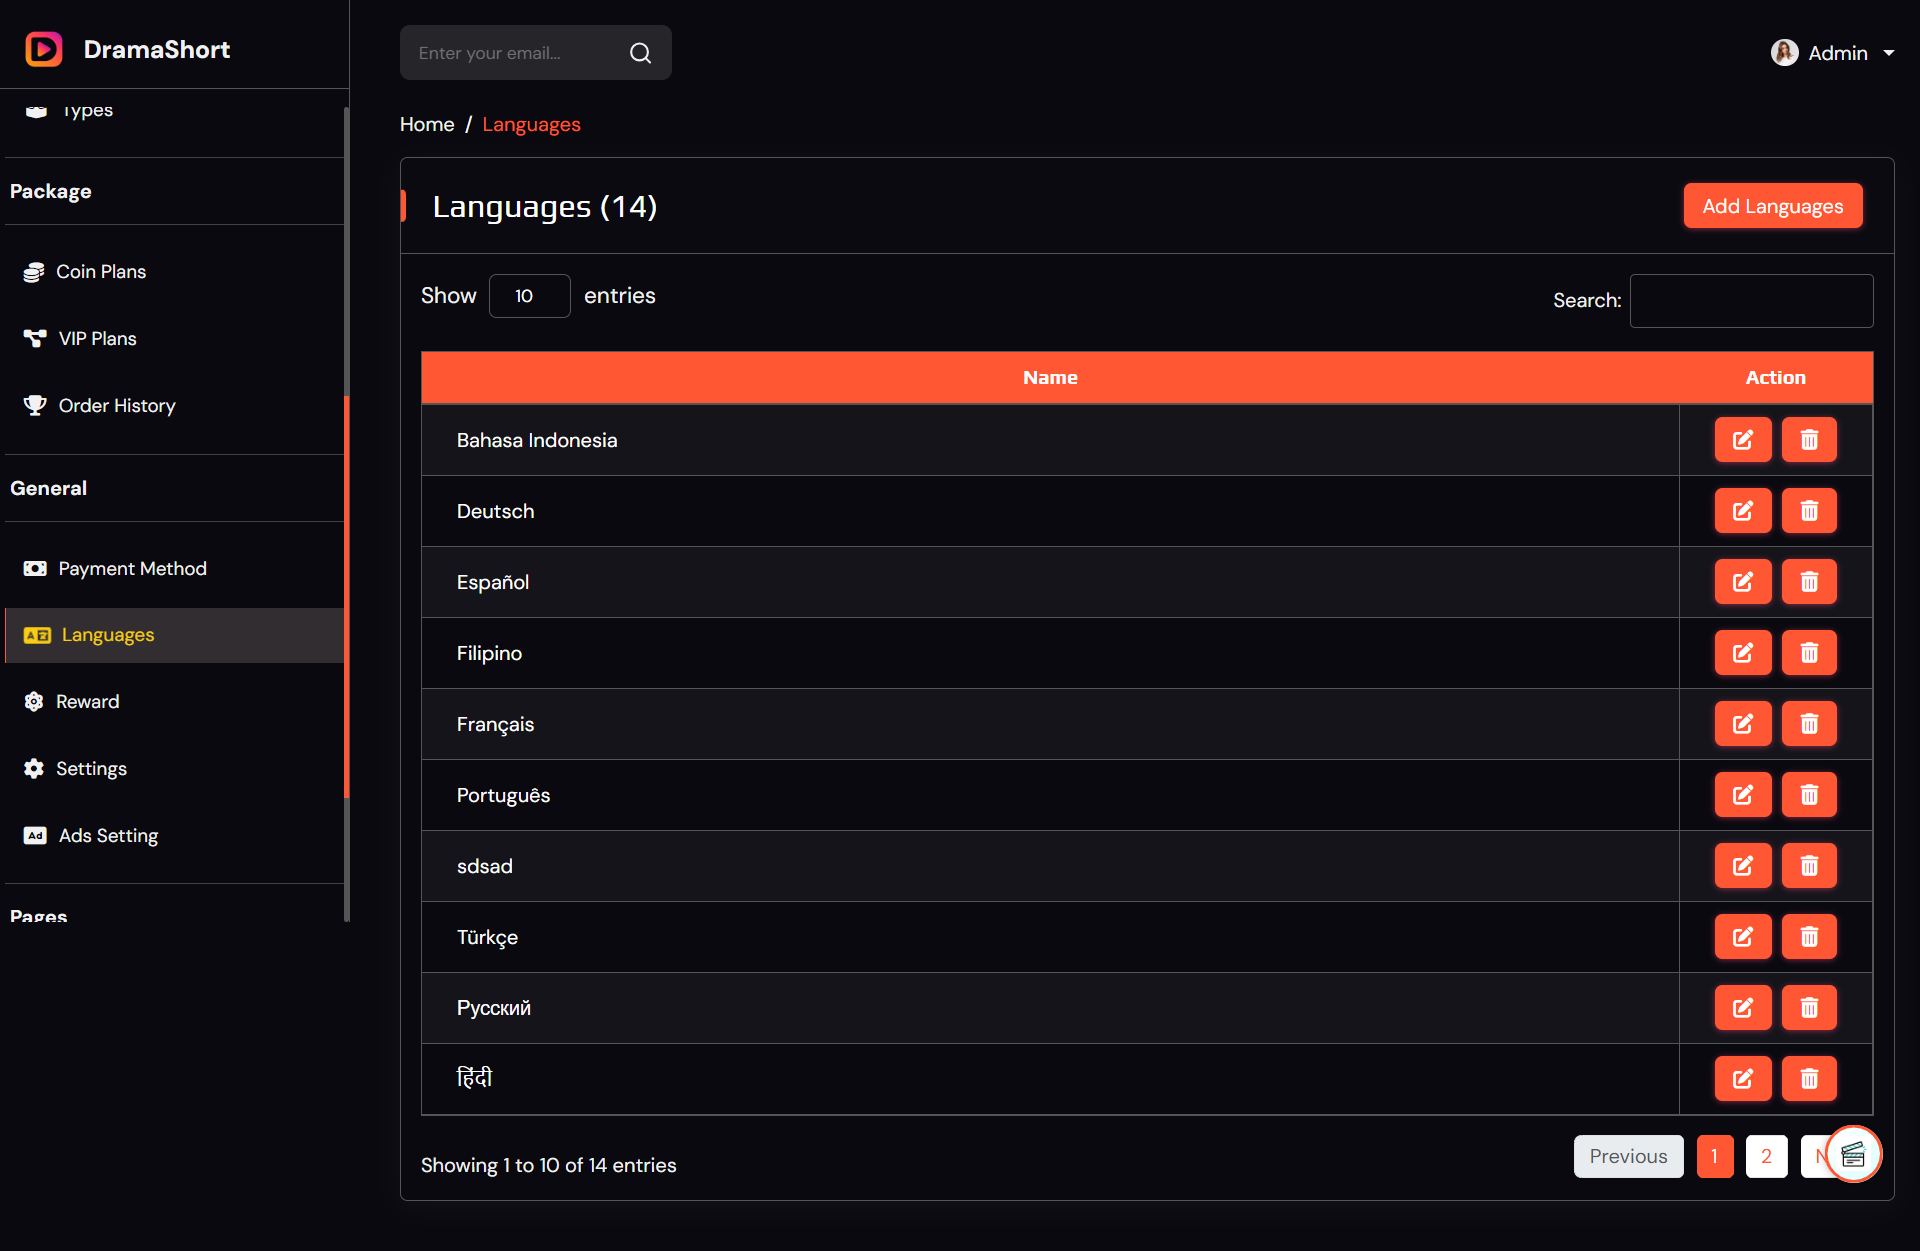 DramaShort
Enter your email...
Admin
Types
Package
Coin Plans
VIP Plans
Order History
General
Payment Method
Languages
Reward
Settings
Ad
Ads Setting
Pages
Home / Languages
Languages (14)
Add Languages
Show 10 entries
Search:
Name Action
Bahasa Indonesia
Deutsch
Español
Filipino
Français
Português
sdsad
Türkçe
Русский
हिंदी
Showing 1 to 10 of 14 entries
Previous 1 2